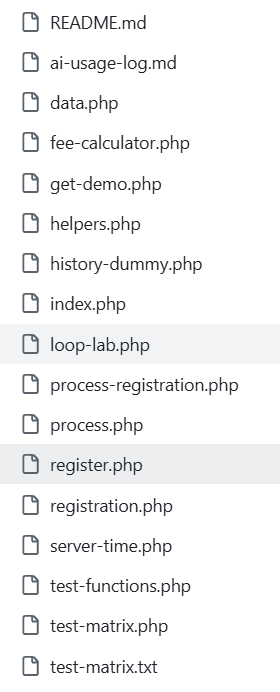 README.md
ai-usage-log.md
data.php
fee-calculator.php
get-demo.php
helpers.php
history-dummy.php
index.php
loop-lab.php
process-registration.php
process.php
register.php
registration.php
server-time.php
test-functions.php
test-matrix.php
test-matrix.txt